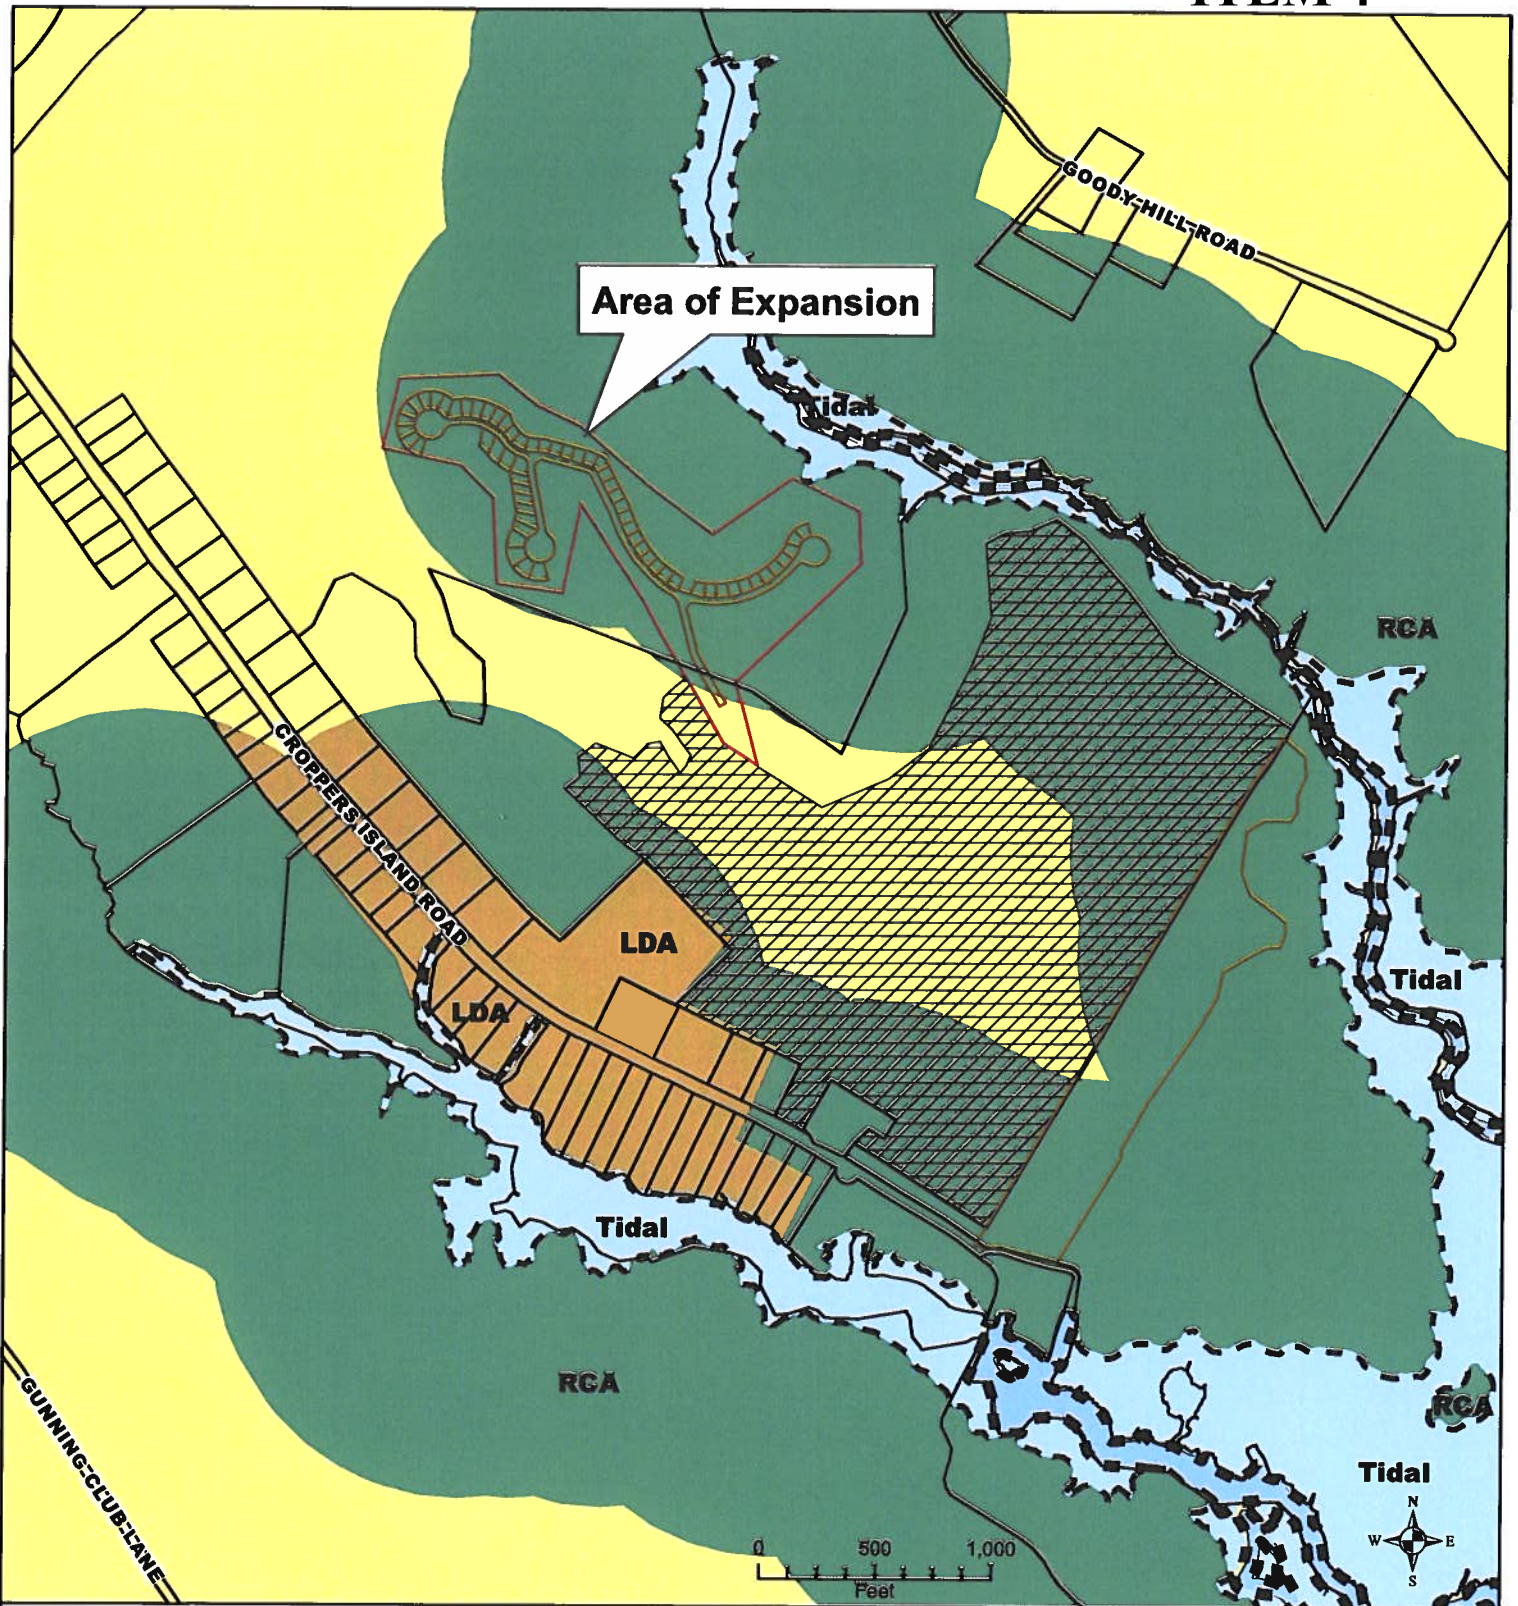 GOODY HILL ROAD
Area of Expansion
Tidal
RCA
CROPPERS ISLAND ROAD
LDA
Tidal
LDA
Tidal
RCA
RCA
GUNNING CLUB LANE
Tidal
N
W E
S
0 500 1,000
Feet